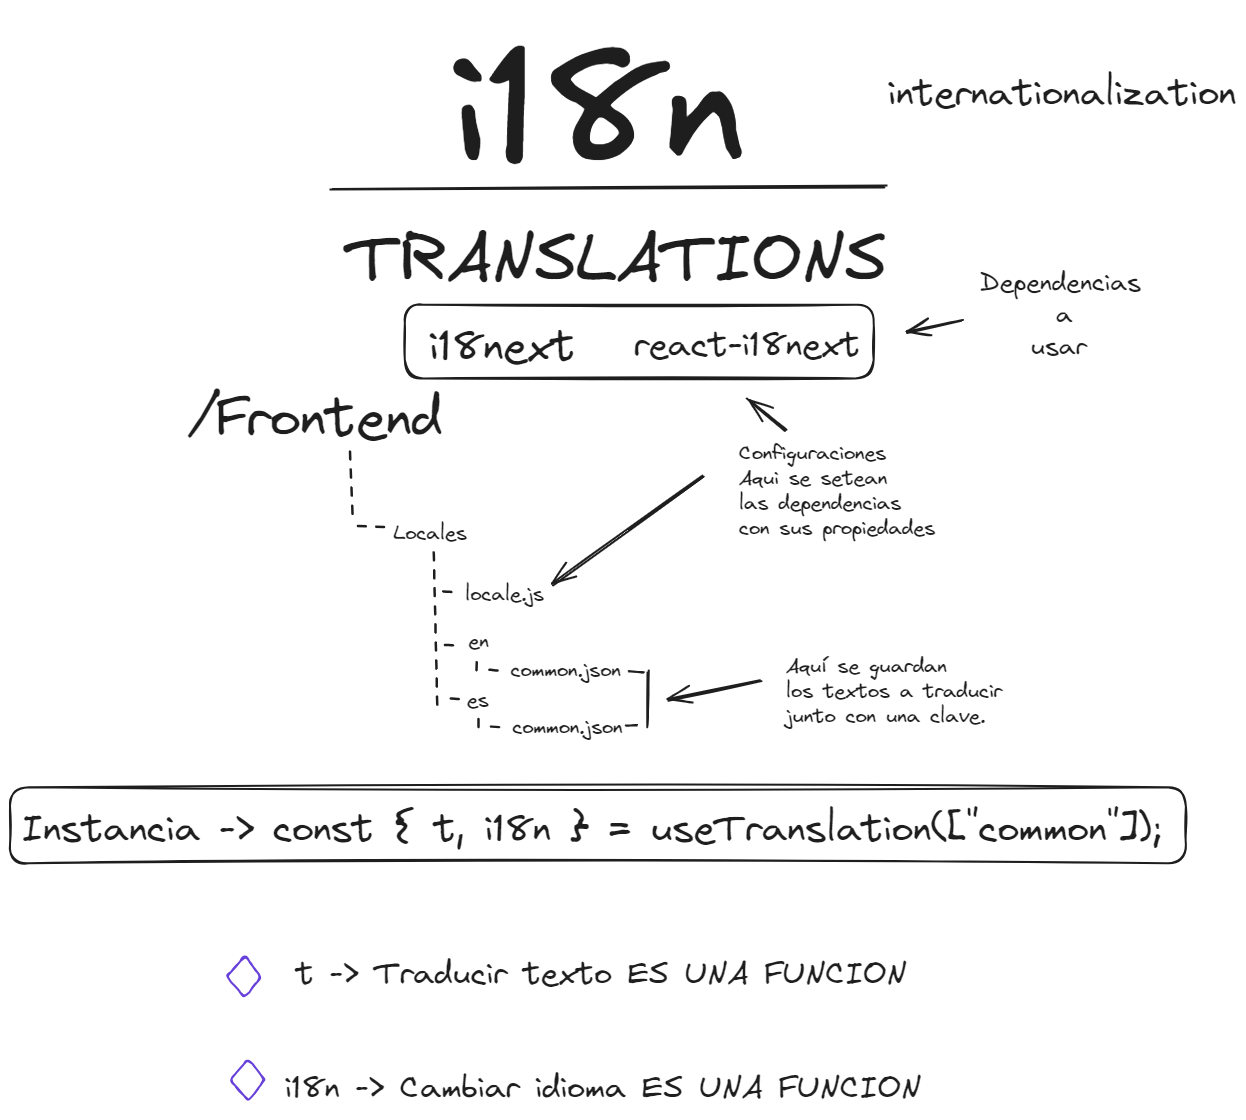 i18n
internationalization
TRANSLATIONS
i18next react-i18next
Dependencias
a
usar
/Frontend
Configuraciones
Aqui se setean
las dependencias
con sus propiedades
Locales
locale.js
en
common.json
es
common.json
Aquí se guardan
los textos a traducir
junto con una clave.
Instancia -> const { t, i18n } = useTranslation(["common"]);
t -> Traducir texto ES UNA FUNCION
i18n -> Cambiar idioma ES UNA FUNCION